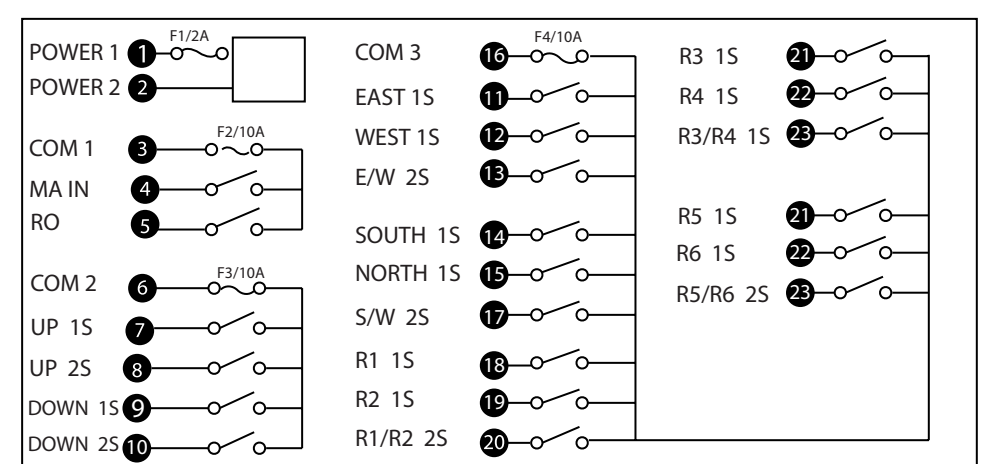 F1/2A
POWER 1 1
POWER 2 2
F2/10A
COM 1 3
MA IN 4
RO 5
F3/10A
COM 2 6
UP 1S 7
UP 2S 8
DOWN 1S 9
DOWN 2S 10
F4/10A
COM 3 16
EAST 1S 11
WEST 1S 12
E/W 2S 13
SOUTH 1S 14
NORTH 1S 15
S/W 2S 17
R1 1S 18
R2 1S 19
R1/R2 2S 20
R3 1S 21
R4 1S 22
R3/R4 1S 23
R5 1S 21
R6 1S 22
R5/R6 2S 23